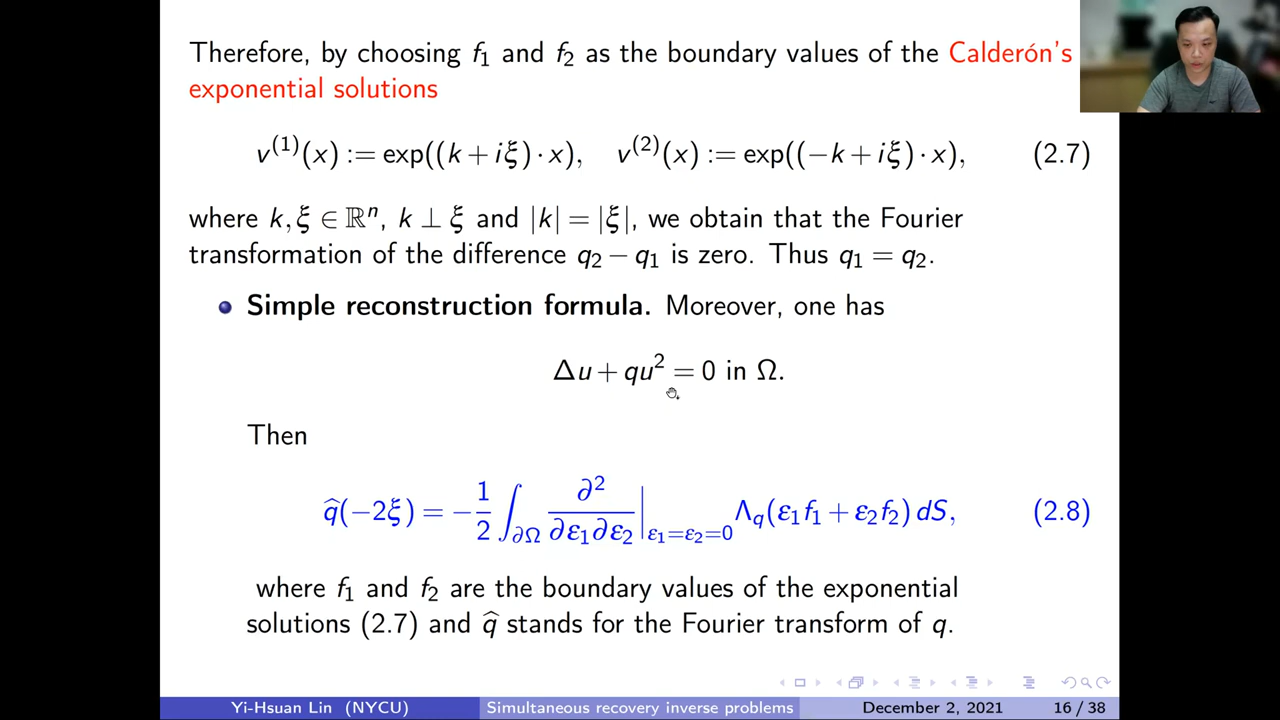 Therefore, by choosing f₁ and f₂ as the boundary values of the Calderón's
exponential solutions
v⁽¹⁾(x) := exp((k + iξ) · x), v⁽²⁾(x) := exp((−k + iξ) · x), (2.7)
where k, ξ ∈ ℝⁿ, k ⊥ ξ and |k| = |ξ|, we obtain that the Fourier
transformation of the difference q₂ − q₁ is zero. Thus q₁ = q₂.
Simple reconstruction formula. Moreover, one has
Δu + qu² = 0 in Ω.
Then
q̂(−2ξ) = −1/2 ∫_∂Ω ∂²/∂ε₁∂ε₂ |_ε₁=ε₂=0 Λ_q(ε₁f₁ + ε₂f₂) dS, (2.8)
where f₁ and f₂ are the boundary values of the exponential
solutions (2.7) and q̂ stands for the Fourier transform of q.
Yi-Hsuan Lin (NYCU) Simultaneous recovery inverse problems December 2, 2021 16 / 38